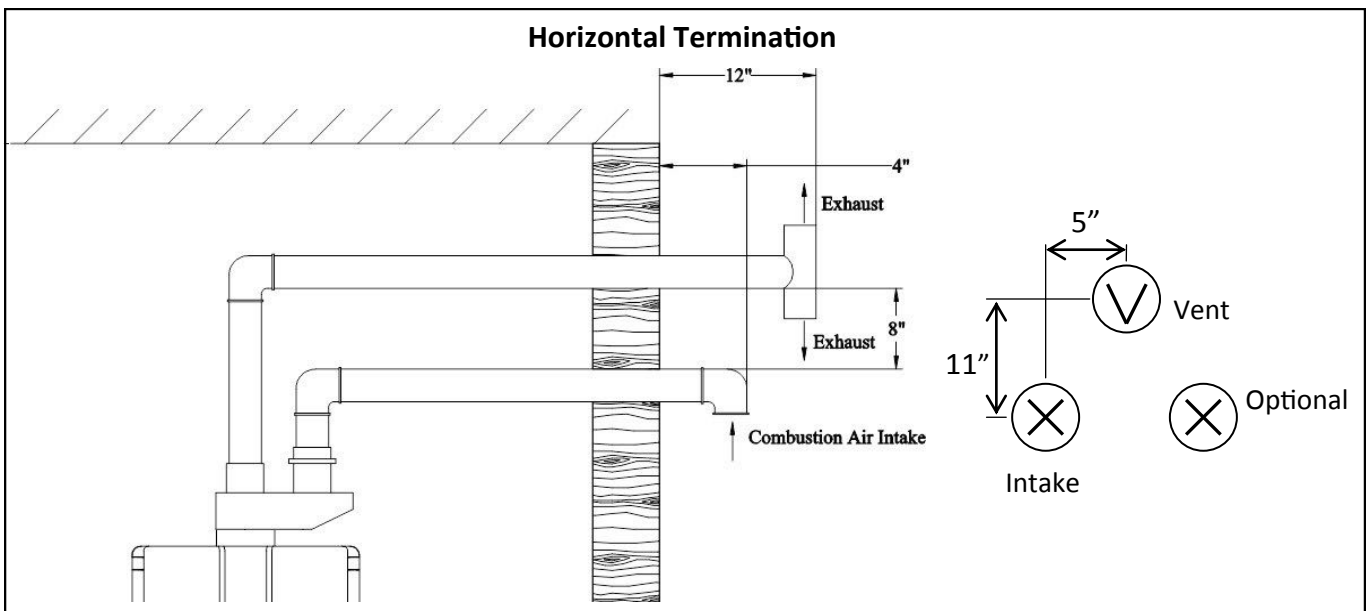 Horizontal Termination
12"
4"
Exhaust
8"
Exhaust
Combustion Air Intake
5”
Vent
11”
Optional
Intake